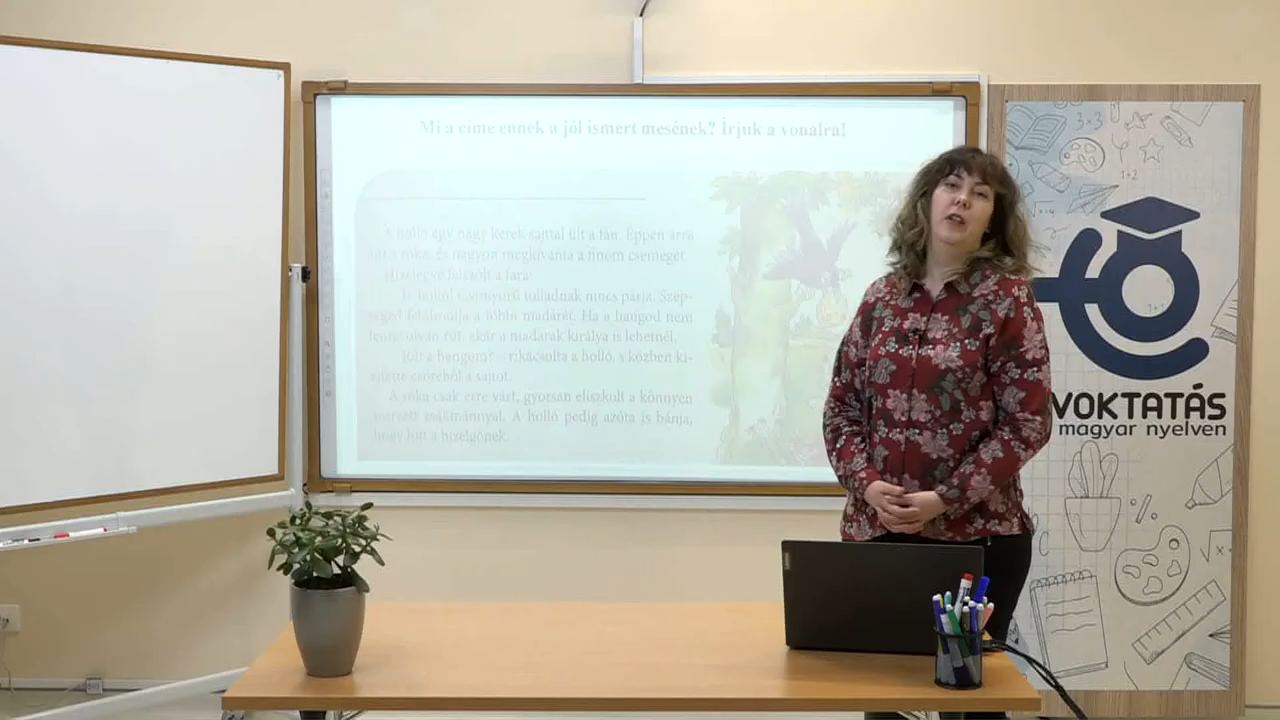 Mi a címe ennek a jól ismert mesének? Írjuk a vonalra!
A holló egy nagy kerek sajttal ült a fán. Éppen arra
járt a róka, és nagyon megkívánta a finom csemegét.
Hízelegve felszólt a fára:
Te holló! Gyönyörű tolladnak nincs párja. Szép-
séged felülmúlja a többi madárét. Ha a hangod nem
lenne olyan rút, akár a madarak királya is lehetnél.
Rút a hangom? – rikácsolta a holló, s közben ki-
ejtette csőréből a sajtot.
A róka csak erre várt, gyorsan eliszkolt a könnyen
szerzett zsákmánnyal. A holló pedig azóta is bánja,
hogy hitt a hízelgőnek.
VOKTATÁS
magyar nyelven